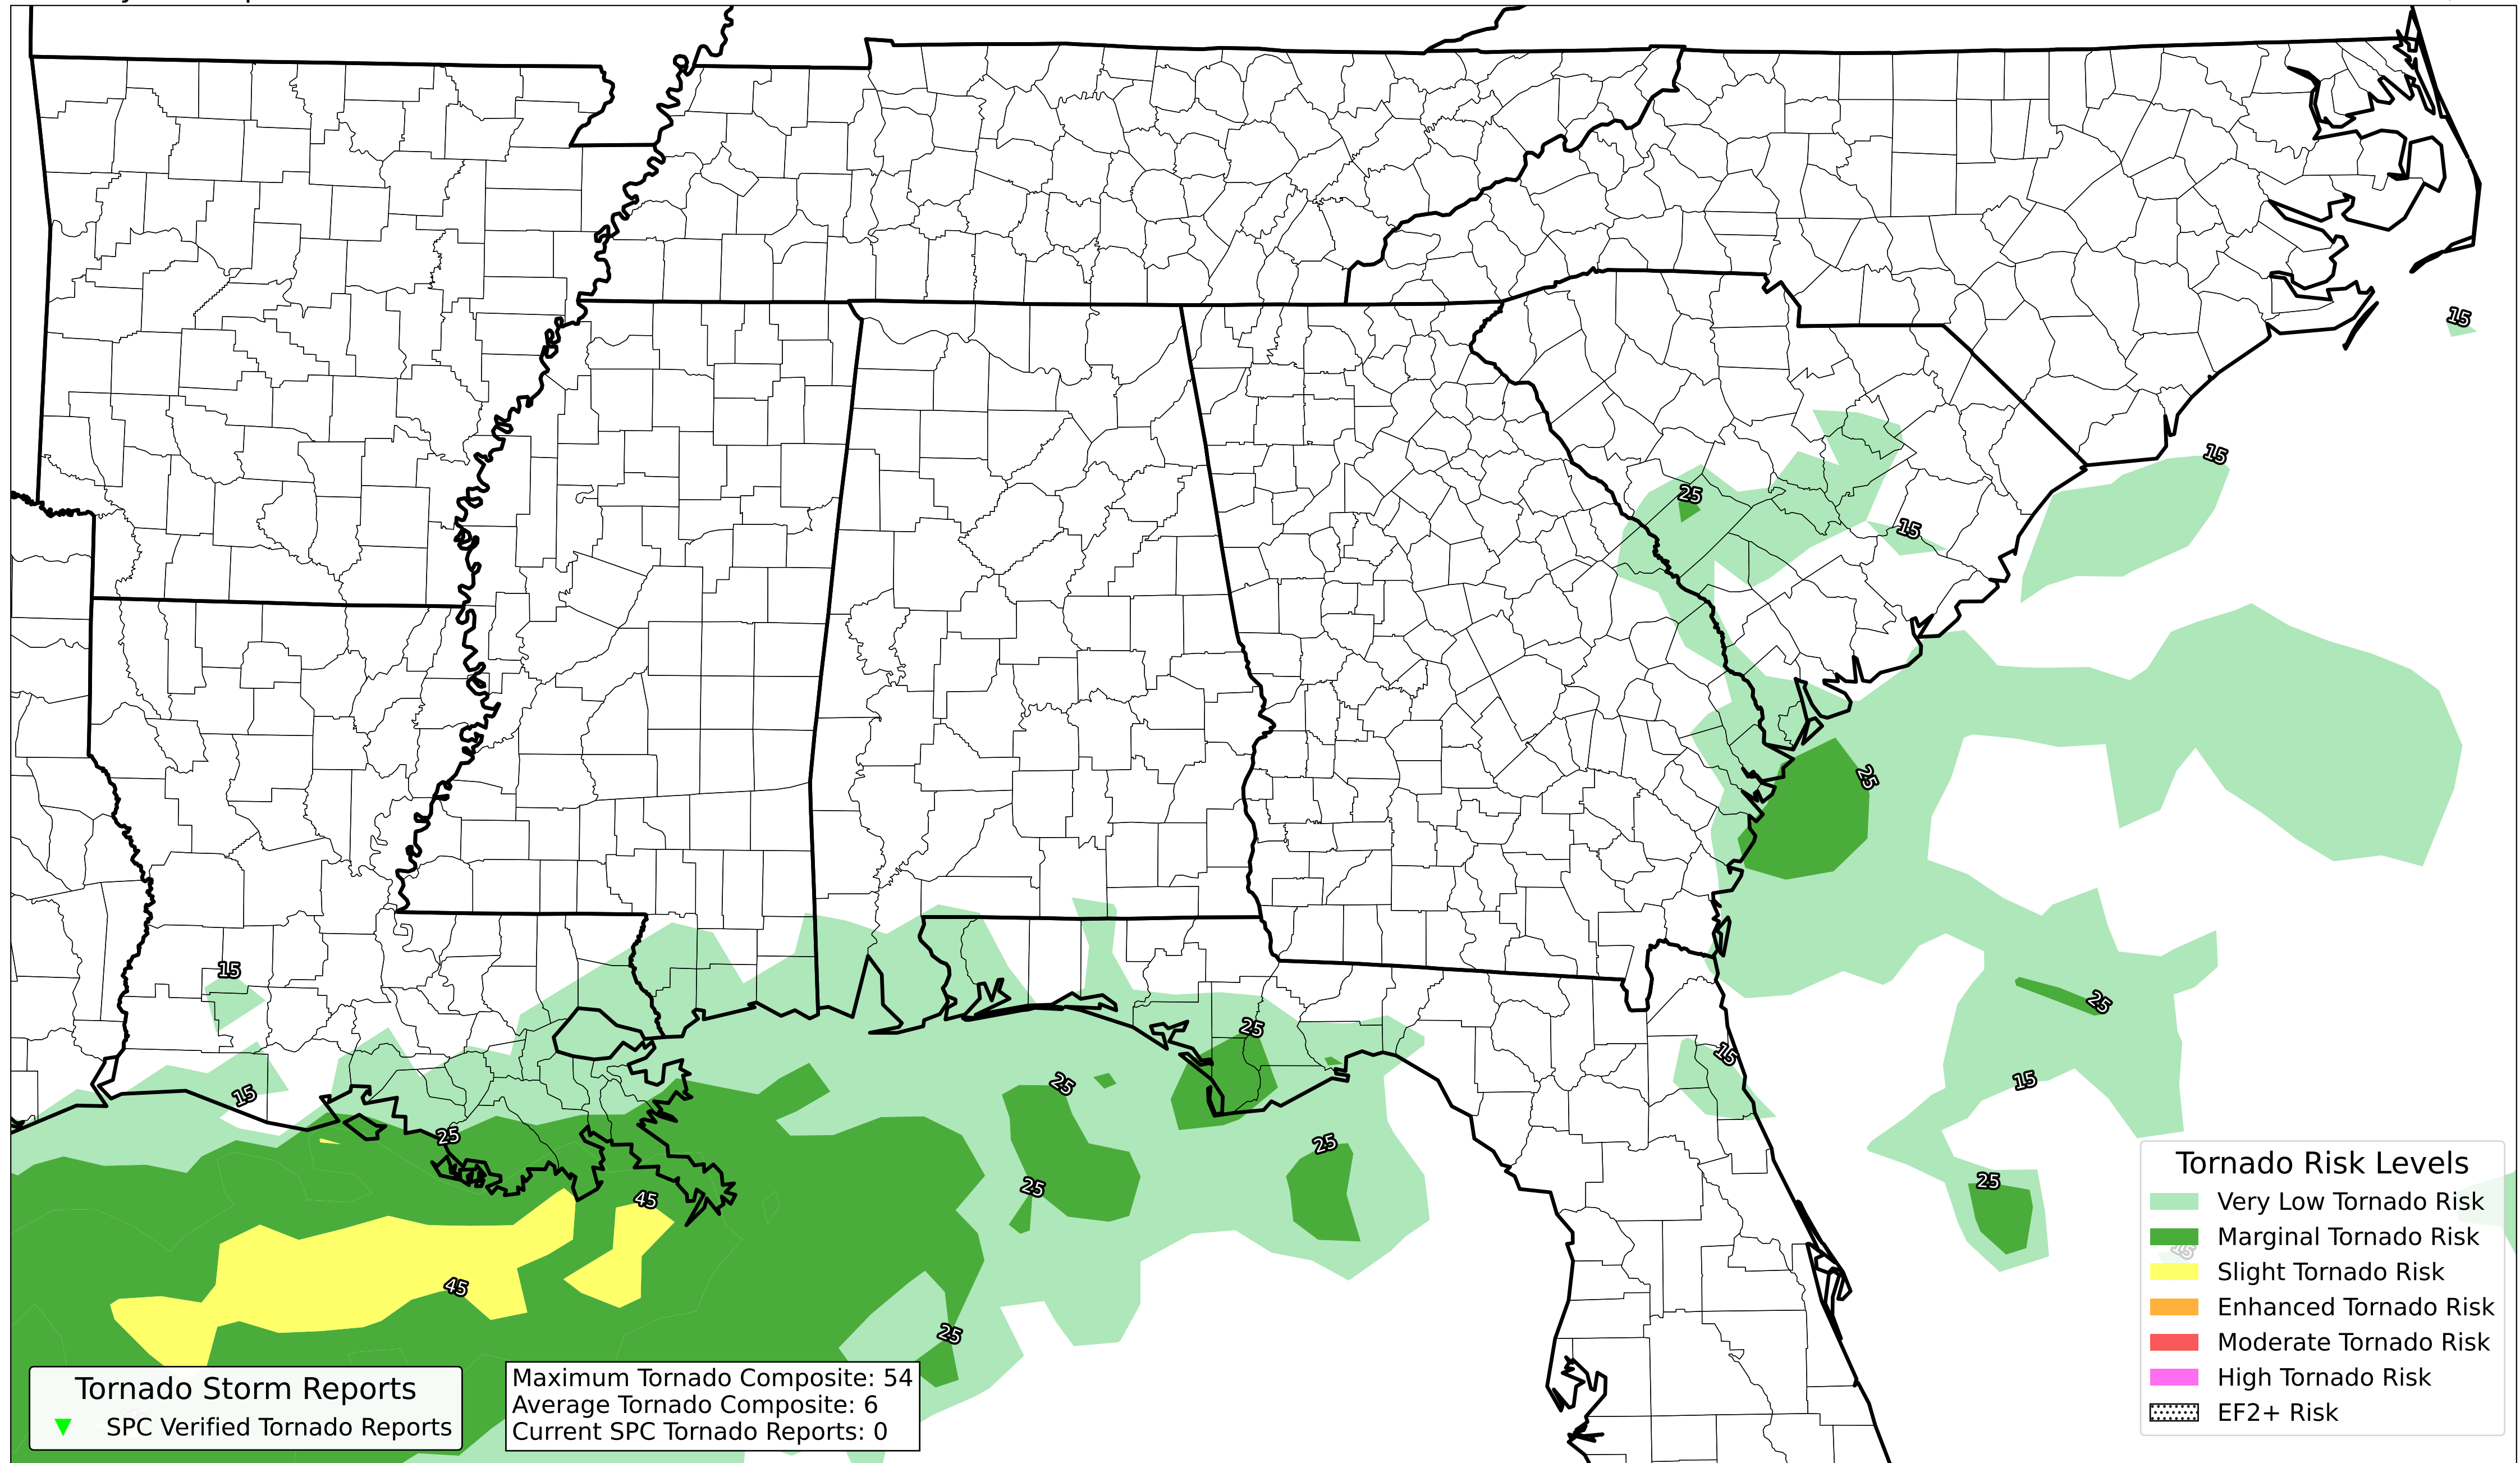 15
15
25
15
25
15
25
25
15
25
15
15
25
15
25
25
25
45
25
15
45
25
Tornado Risk Levels
Very Low Tornado Risk
Marginal Tornado Risk
Slight Tornado Risk
Enhanced Tornado Risk
Moderate Tornado Risk
High Tornado Risk
EF2+ Risk
Tornado Storm Reports
SPC Verified Tornado Reports
Maximum Tornado Composite: 54
Average Tornado Composite: 6
Current SPC Tornado Reports: 0